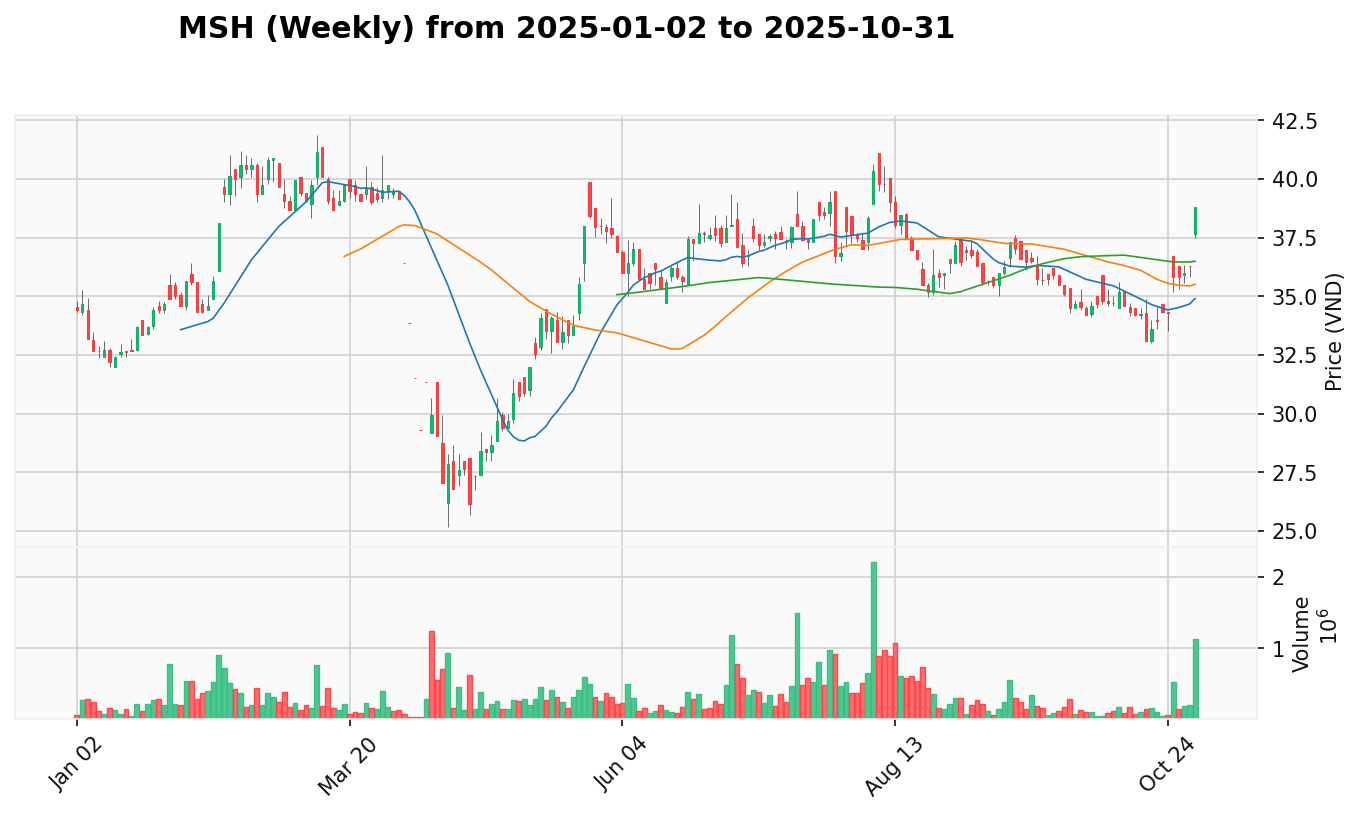 MSH (Weekly) from 2025-01-02 to 2025-10-31
42.5
40.0
37.5
35.0
32.5
30.0
27.5
25.0
Price (VND)
2
1
Volume
10⁶
Jan 02
Mar 20
Jun 04
Aug 13
Oct 24